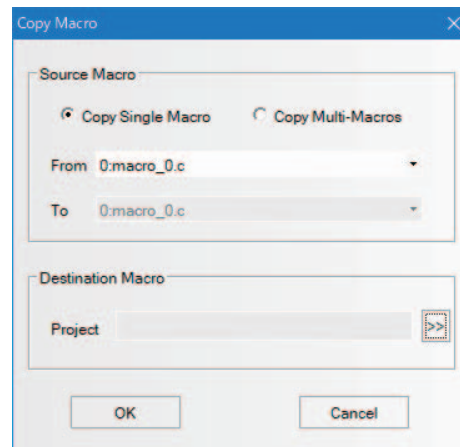 Copy Macro
Source Macro
Copy Single Macro Copy Multi-Macros
From 0:macro_0.c
To 0:macro_0.c
Destination Macro
Project >>
OK Cancel